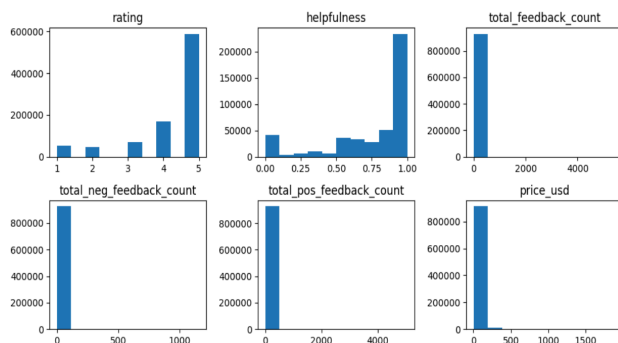 rating
600000
400000
200000
0
1 2 3 4 5
helpfulness
200000
150000
100000
50000
0
0.00 0.25 0.50 0.75 1.00
total_feedback_count
800000
600000
400000
200000
0
0 2000 4000
total_neg_feedback_count
800000
600000
400000
200000
0
0 500 1000
total_pos_feedback_count
800000
600000
400000
200000
0
0 2000 4000
price_usd
800000
600000
400000
200000
0
0 500 1000 1500